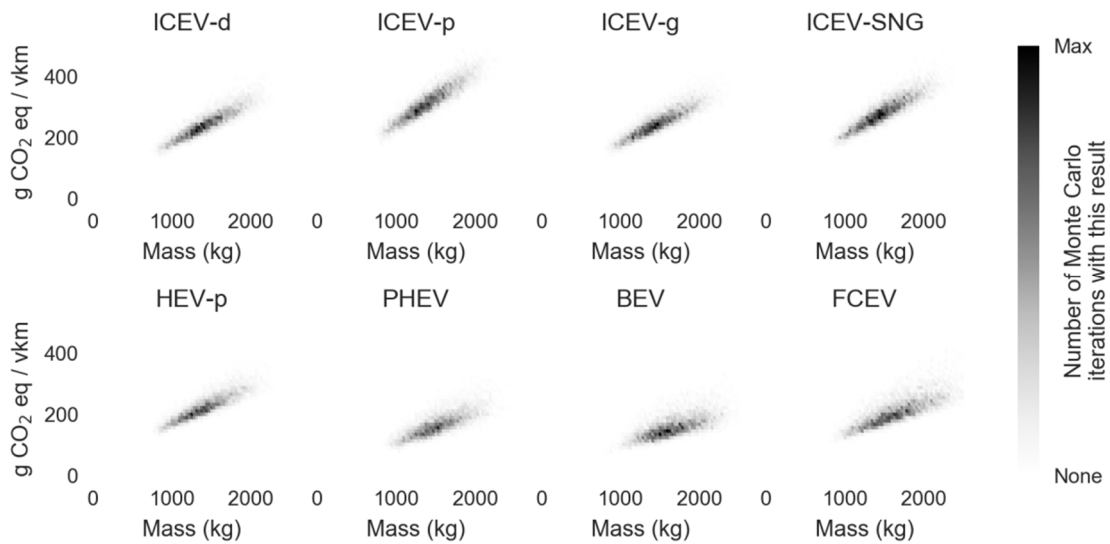 ICEV-d ICEV-p ICEV-g ICEV-SNG
Max
400
200
0
g CO2 eq / vkm
0 1000 2000 0 1000 2000 0 1000 2000 0 1000 2000
Mass (kg) Mass (kg) Mass (kg) Mass (kg)
HEV-p PHEV BEV FCEV
400
200
0
g CO2 eq / vkm
0 1000 2000 0 1000 2000 0 1000 2000 0 1000 2000
Mass (kg) Mass (kg) Mass (kg) Mass (kg)
Number of Monte Carlo
iterations with this result
None